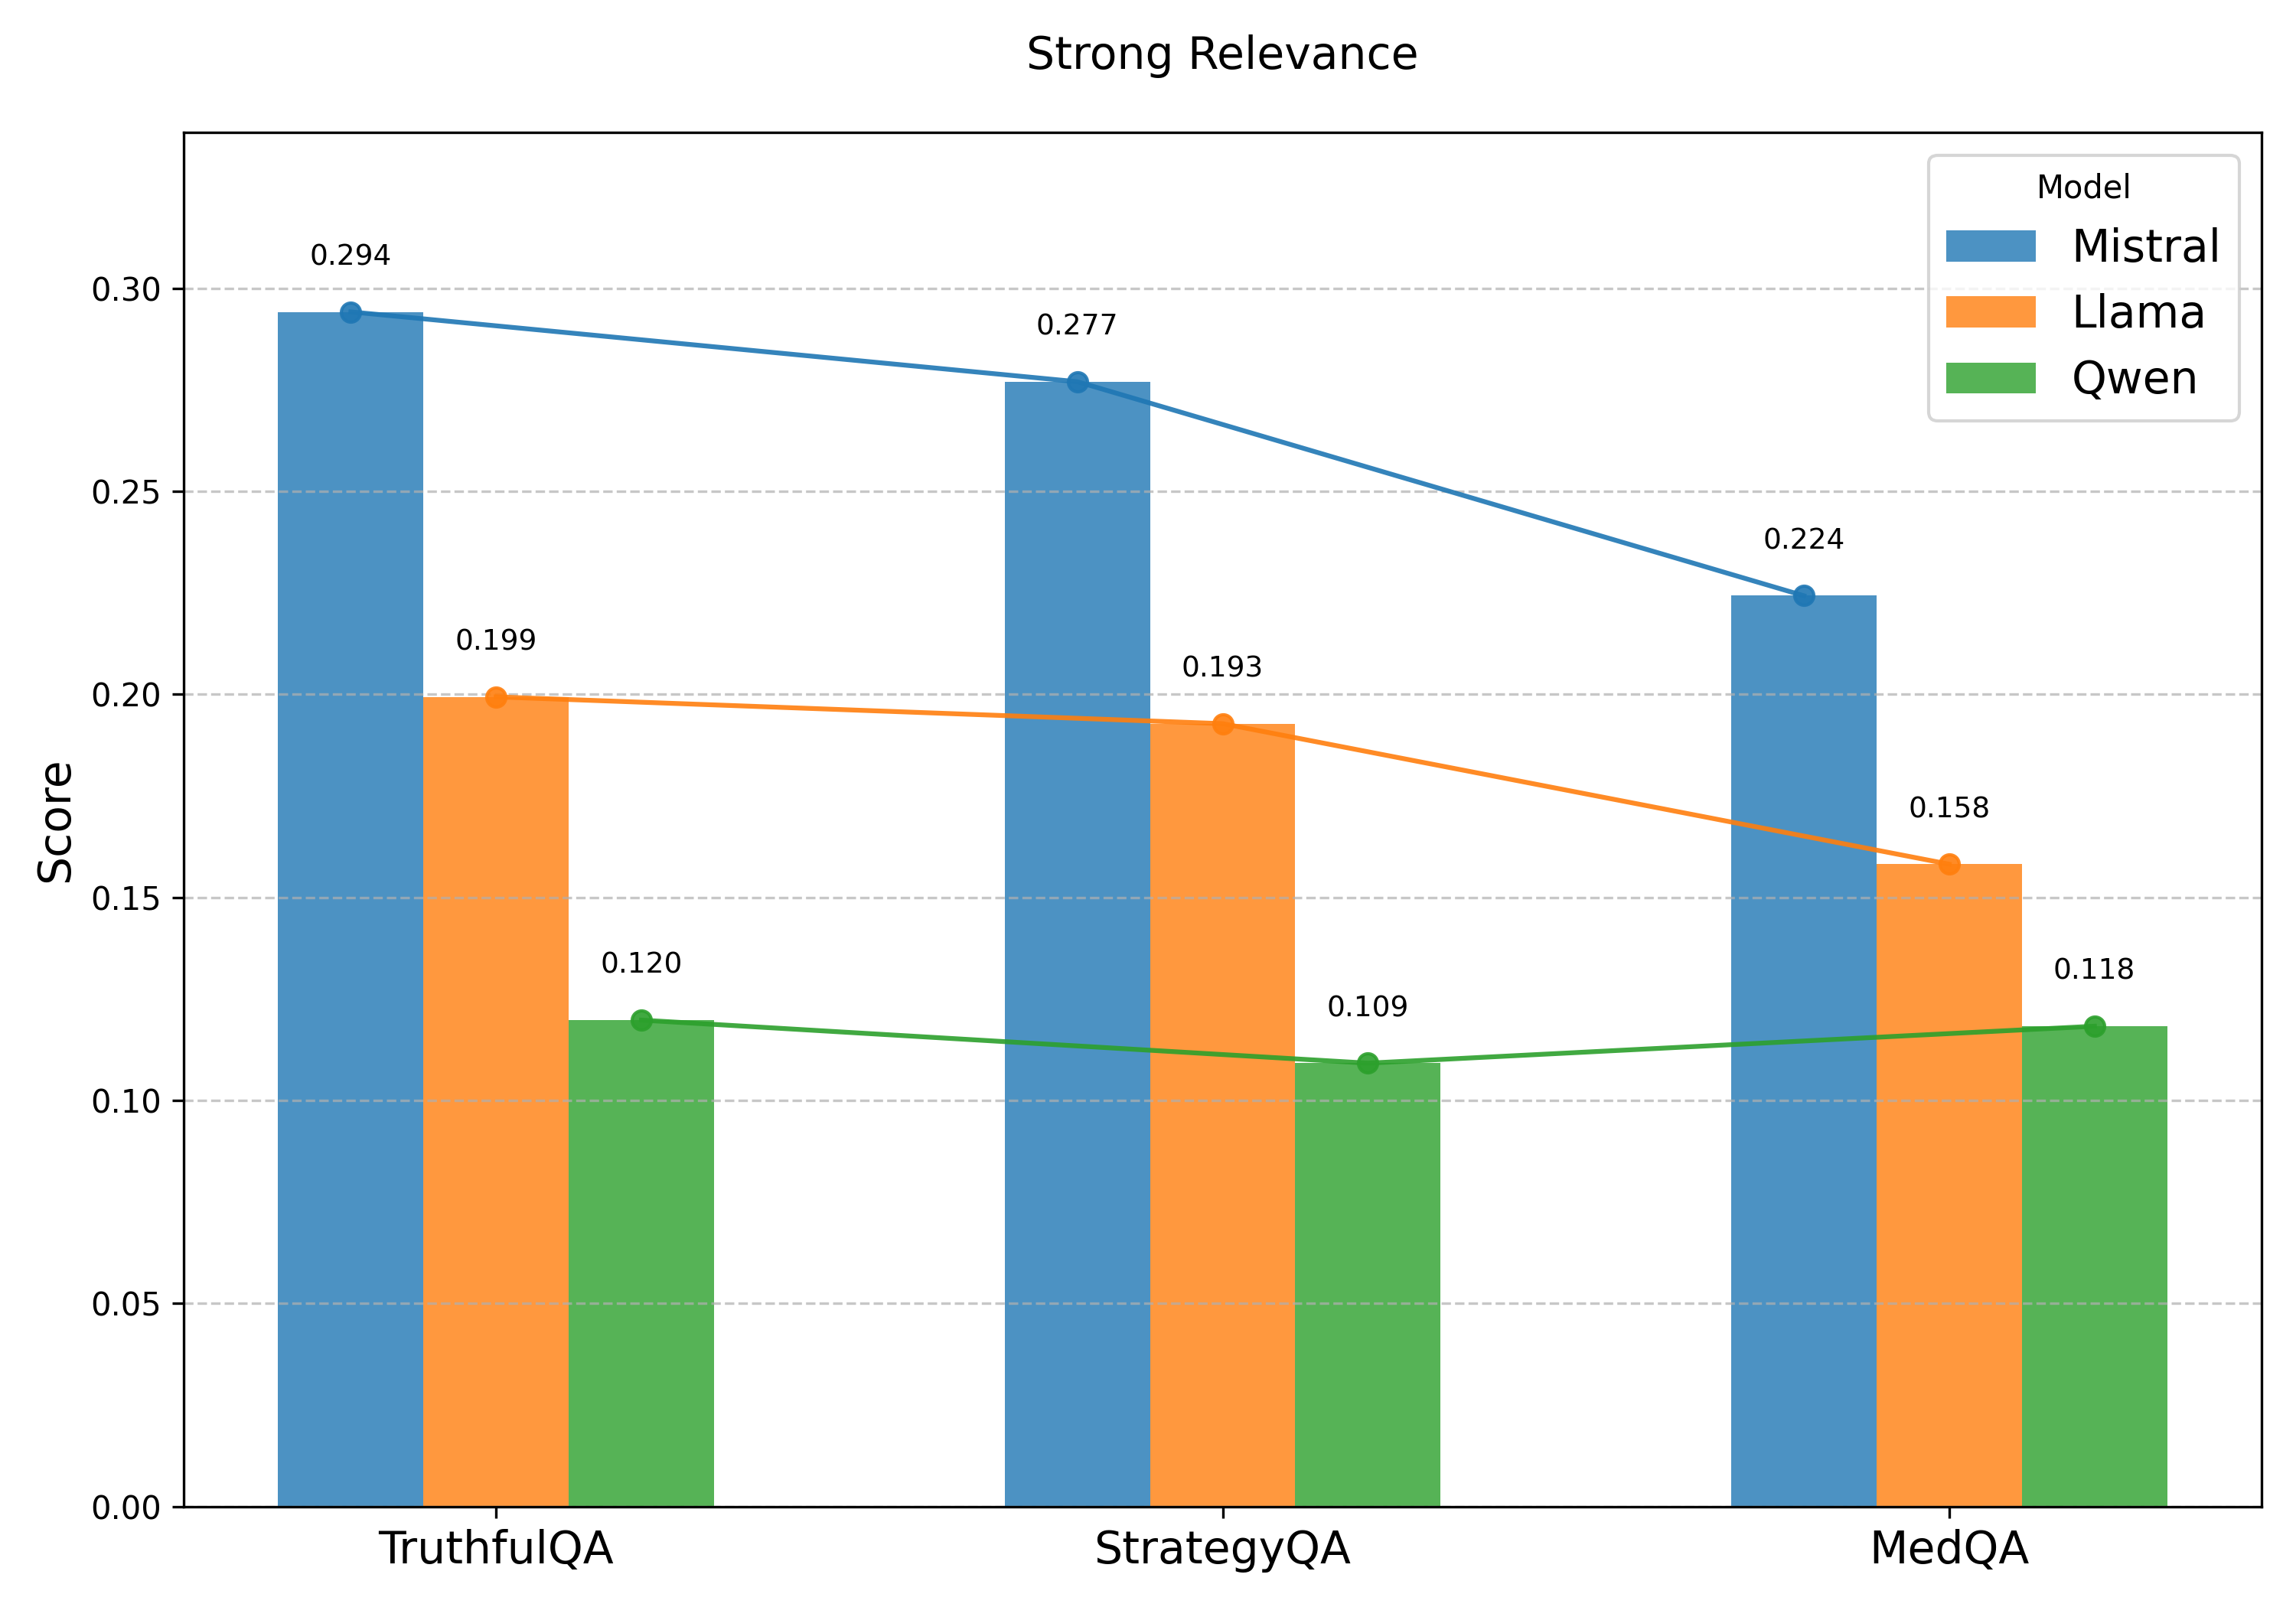 Strong Relevance
Model
Mistral
Llama
Qwen
Score
0.30
0.25
0.20
0.15
0.10
0.05
0.00
0.294
0.199
0.120
0.277
0.193
0.109
0.224
0.158
0.118
TruthfulQA
StrategyQA
MedQA